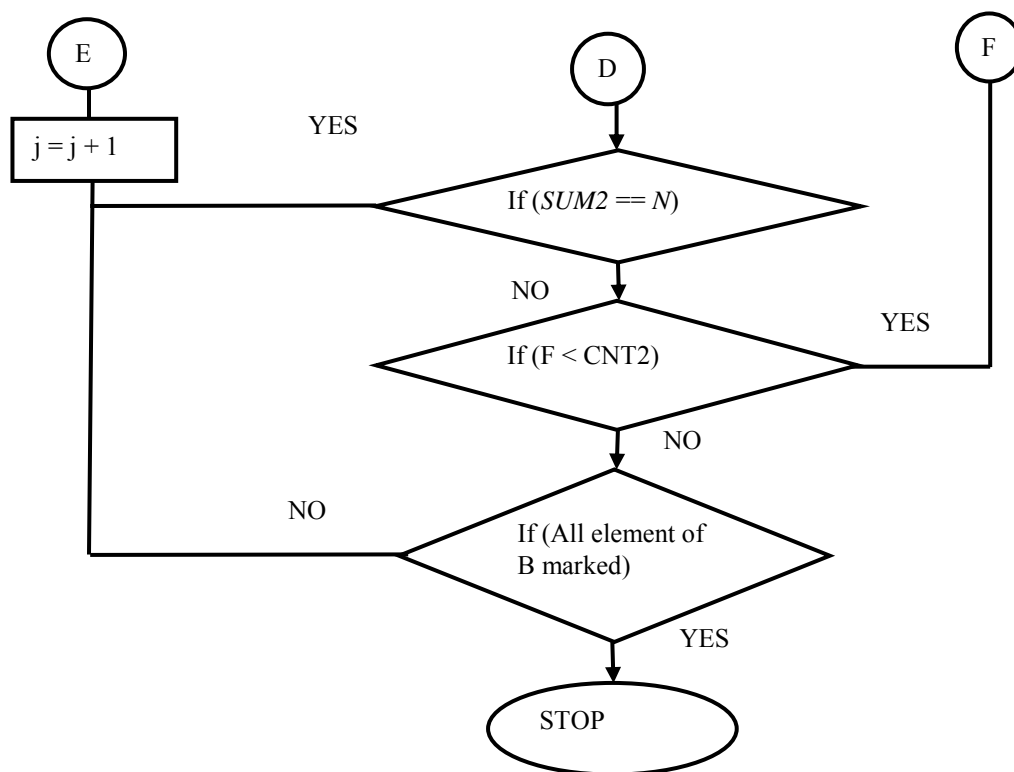 E
D
F
j = j + 1
YES
If (SUM2 == N)
NO
YES
If (F < CNT2)
NO
NO
If (All element of
B marked)
YES
STOP